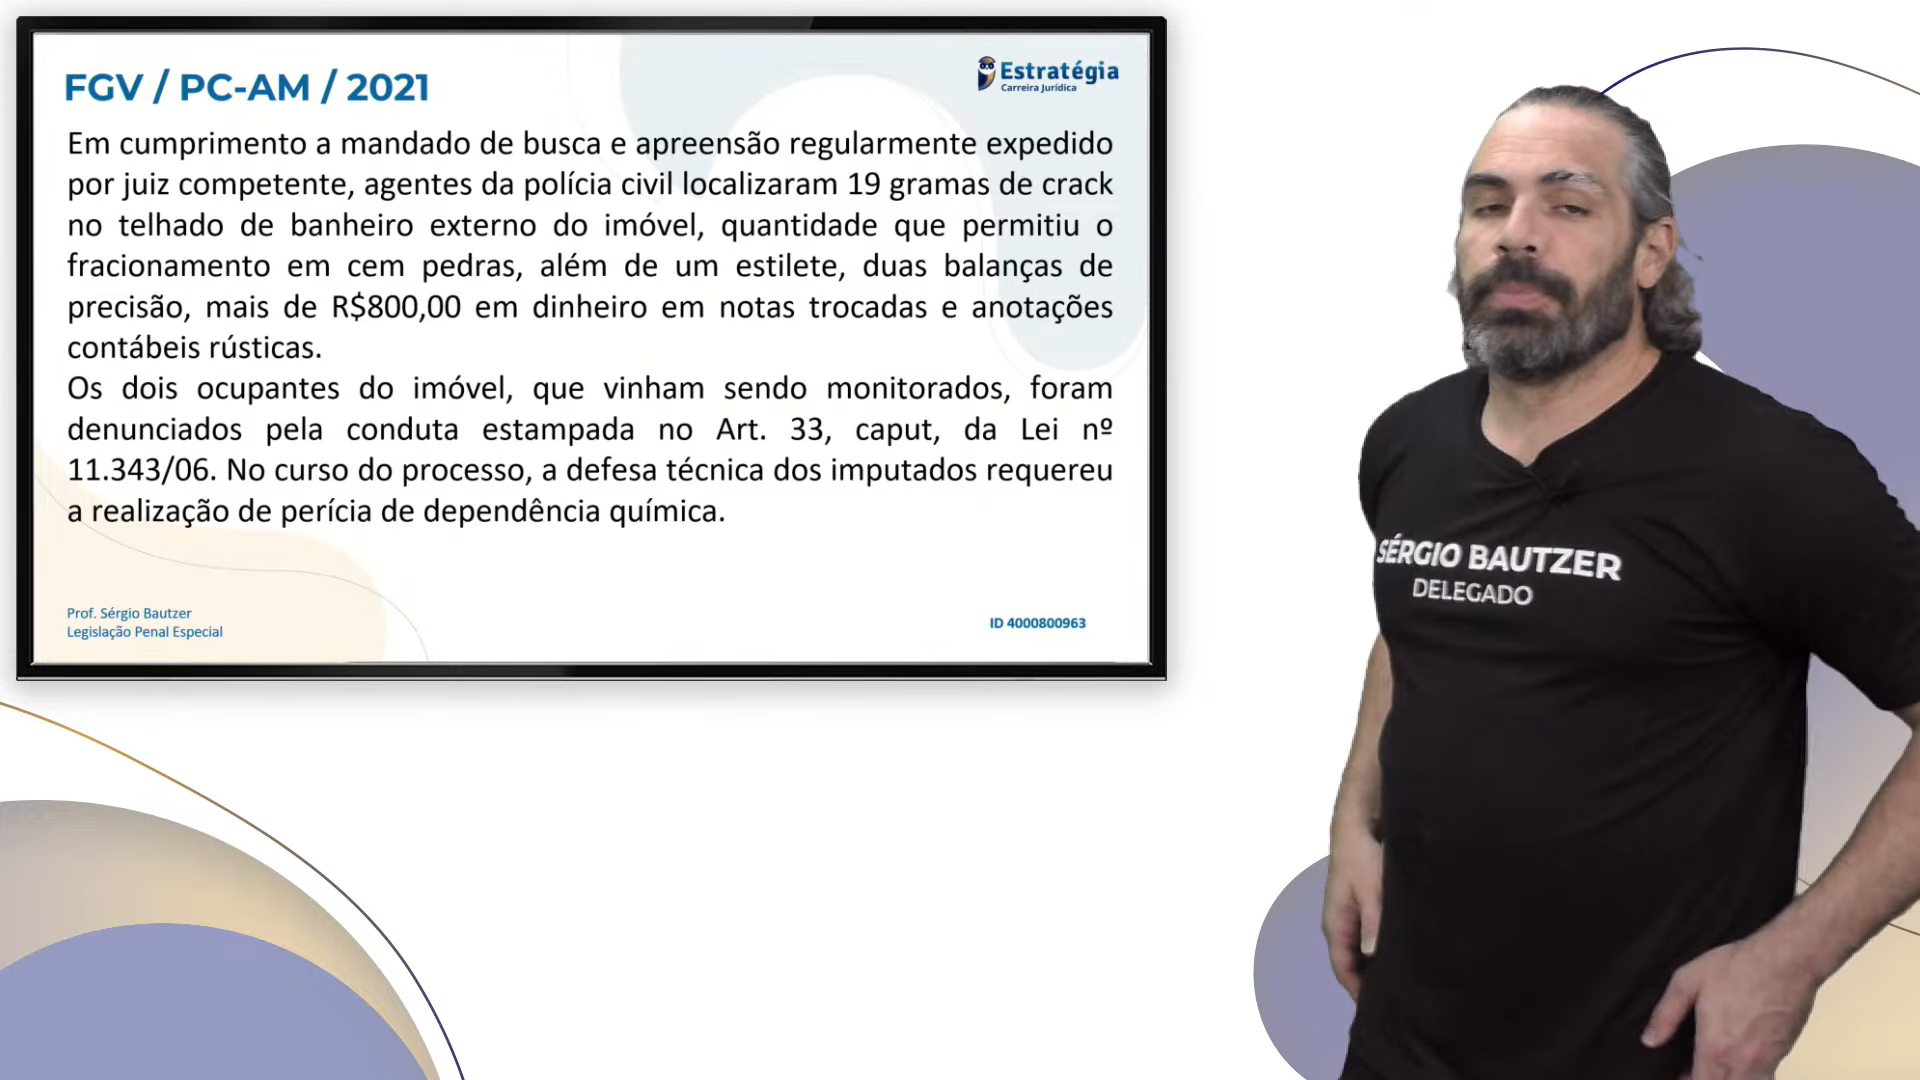 FGV / PC-AM / 2021
Estratégia
Carreira Jurídica
Em cumprimento a mandado de busca e apreensão regularmente expedido
por juiz competente, agentes da polícia civil localizaram 19 gramas de crack
no telhado de banheiro externo do imóvel, quantidade que permitiu o
fracionamento em cem pedras, além de um estilete, duas balanças de
precisão, mais de R$800,00 em dinheiro em notas trocadas e anotações
contábeis rústicas.
Os dois ocupantes do imóvel, que vinham sendo monitorados, foram
denunciados pela conduta estampada no Art. 33, caput, da Lei nº
11.343/06. No curso do processo, a defesa técnica dos imputados requereu
a realização de perícia de dependência química.
Prof. Sérgio Bautzer
Legislação Penal Especial
ID 4000800963
SÉRGIO BAUTZER
DELEGADO